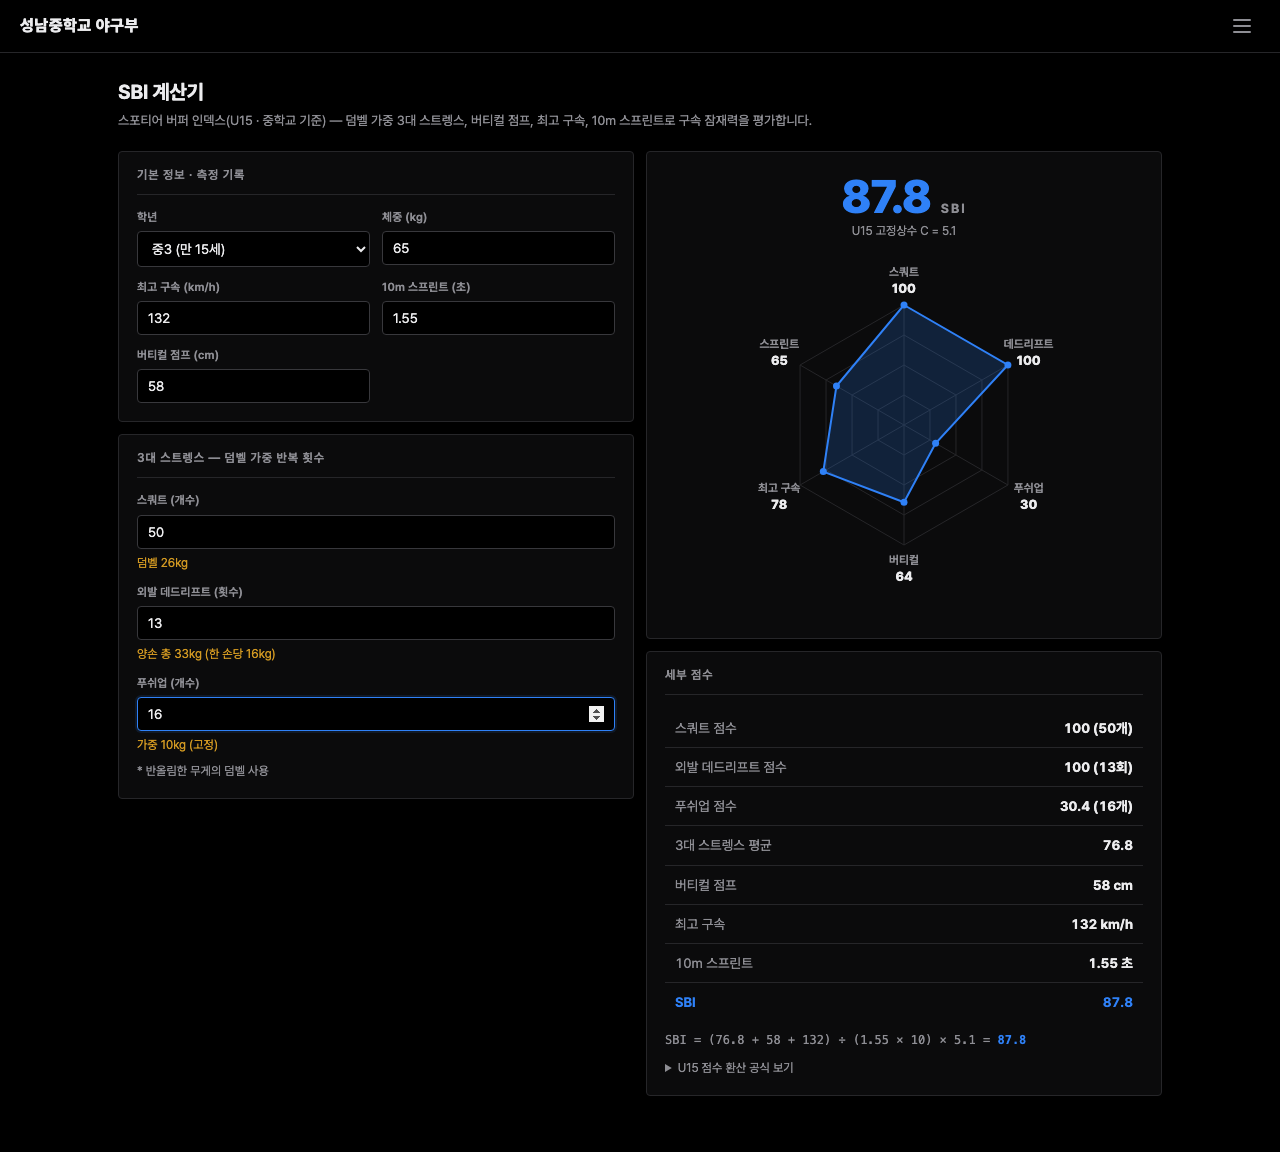 성남중학교 야구부
SBI 계산기
스포티어 버퍼 인덱스(U15 · 중학교 기준) — 덤벨 가중 3대 스트렝스, 버티컬 점프, 최고 구속, 10m 스프린트로 구속 잠재력을 평가합니다.
기본 정보 · 측정 기록
학년
체중 (kg)
중3 (만 15세)
65
최고 구속 (km/h)
10m 스프린트 (초)
132
1.55
버티컬 점프 (cm)
58
3대 스트렝스 — 덤벨 가중 반복 횟수
스쿼트 (개수)
50
덤벨 26kg
외발 데드리프트 (횟수)
13
양손 총 33kg (한 손당 16kg)
푸쉬업 (개수)
16
가중 10kg (고정)
* 반올림한 무게의 덤벨 사용
87.8 SBI
U15 고정상수 C = 5.1
스쿼트
100
스프린트
65
데드리프트
100
최고 구속
78
푸쉬업
30
버티컬
64
세부 점수
스쿼트 점수 100 (50개)
외발 데드리프트 점수 100 (13회)
푸쉬업 점수 30.4 (16개)
3대 스트렝스 평균 76.8
버티컬 점프 58 cm
최고 구속 132 km/h
10m 스프린트 1.55 초
SBI 87.8
SBI = (76.8 + 58 + 132) ÷ (1.55 × 10) × 5.1 = 87.8
▶ U15 점수 환산 공식 보기